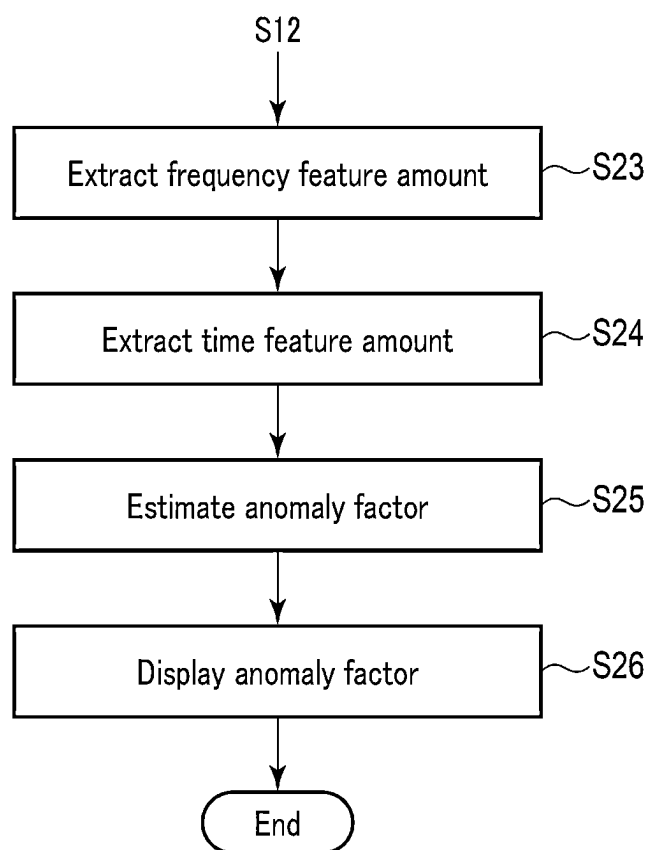 S12
Extract frequency feature amount
S23
Extract time feature amount
S24
Estimate anomaly factor
S25
Display anomaly factor
S26
End